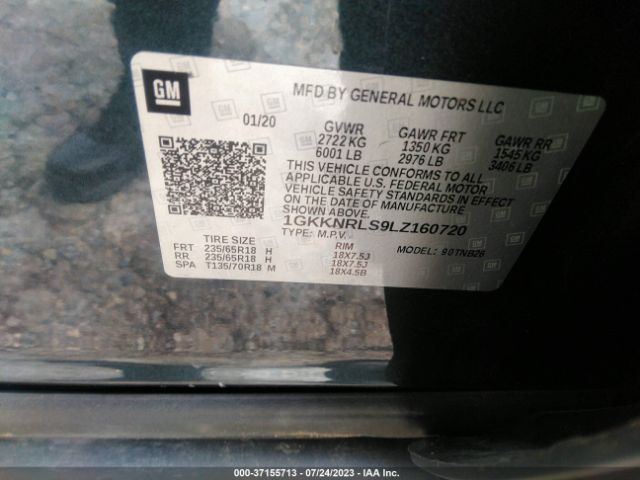 GM
MFD BY GENERAL MOTORS LLC
01/20 GVWR GAWR FRT GAWR RR
2722 KG 1350 KG 1545 KG
6001 LB 2976 LB 3406 LB
THIS VEHICLE CONFORMS TO ALL
APPLICABLE U.S. FEDERAL MOTOR
VEHICLE SAFETY STANDARDS IN EFFECT
ON THE DATE OF MANUFACTURE
SHOWN ABOVE.
1GKKNRLS9LZ160720
TYPE: M.P.V. MODEL: 90TNB26
TIRE SIZE RIM
FRT 235/65R18 H 18X7.5J
RR 235/65R18 H 18X7.5J
SPA T135/70R18 M 18X4.5B
000-37155713 - 07/24/2023 - IAA Inc.